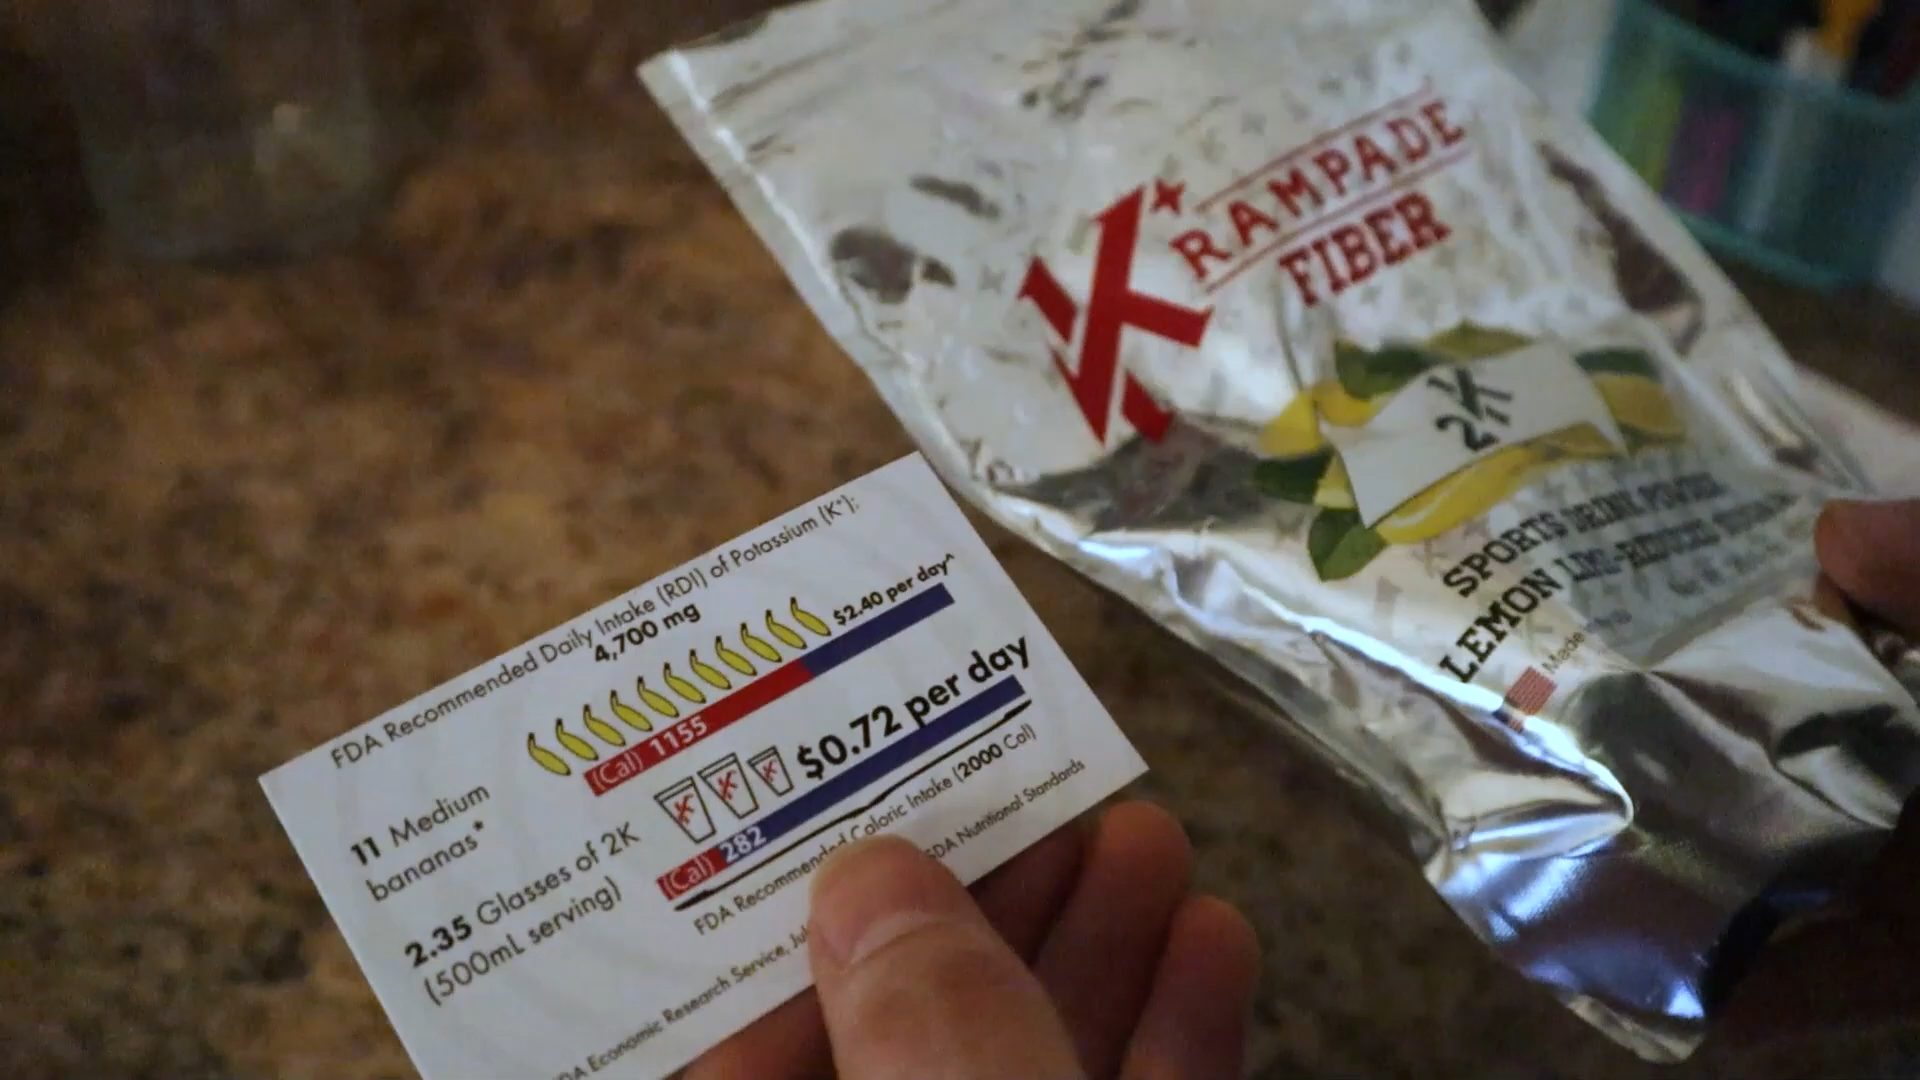 K+ RAMPADE
FIBER
2K
SPORTS DRINK POWDER
LEMON LIME-REDUCED
Made
FDA Recommended Daily Intake (RDI) of Potassium (K+):
4,700 mg
11 Medium
bananas*
$2.40 per day^
(Cal) 1155
2.35 Glasses of 2K
(500mL serving)
K K K
$0.72 per day
(Cal) 282
FDA Recommended Caloric Intake (2000 Cal)
Economic Research Service, FDA Nutritional Standards